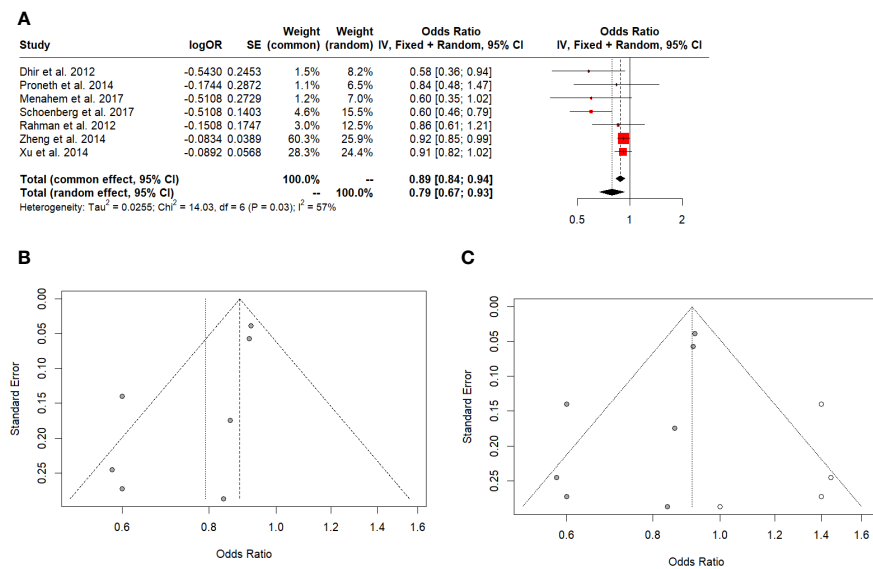 A
Weight Weight Odds Ratio Odds Ratio
Study logOR SE (common) (random) IV, Fixed + Random, 95% CI IV, Fixed + Random, 95% CI
Dhir et al. 2012 -0.5430 0.2453 1.5% 8.2% 0.58 [0.36; 0.94]
Proneth et al. 2014 -0.1744 0.2872 1.1% 6.5% 0.84 [0.48; 1.47]
Menahem et al. 2017 -0.5108 0.2729 1.2% 7.0% 0.60 [0.35; 1.02]
Schoenberg et al. 2017 -0.5108 0.1403 4.6% 15.5% 0.60 [0.46; 0.79]
Rahman et al. 2012 -0.1508 0.1747 3.0% 12.5% 0.86 [0.61; 1.21]
Zheng et al. 2014 -0.0834 0.0389 60.3% 25.9% 0.92 [0.85; 0.99]
Xu et al. 2014 -0.0892 0.0568 28.3% 24.4% 0.91 [0.82; 1.02]
Total (common effect, 95% CI) 100.0% -- 0.89 [0.84; 0.94]
Total (random effect, 95% CI) -- 100.0% 0.79 [0.67; 0.93]
Heterogeneity: Tau² = 0.0255; Chi² = 14.03, df = 6 (P = 0.03); I² = 57%
0.5 1 2
B
Standard Error
0.00
0.05
0.10
0.15
0.20
0.25
0.6 0.8 1.0 1.2 1.4 1.6
Odds Ratio
C
Standard Error
0.00
0.05
0.10
0.15
0.20
0.25
0.6 0.8 1.0 1.2 1.4 1.6
Odds Ratio